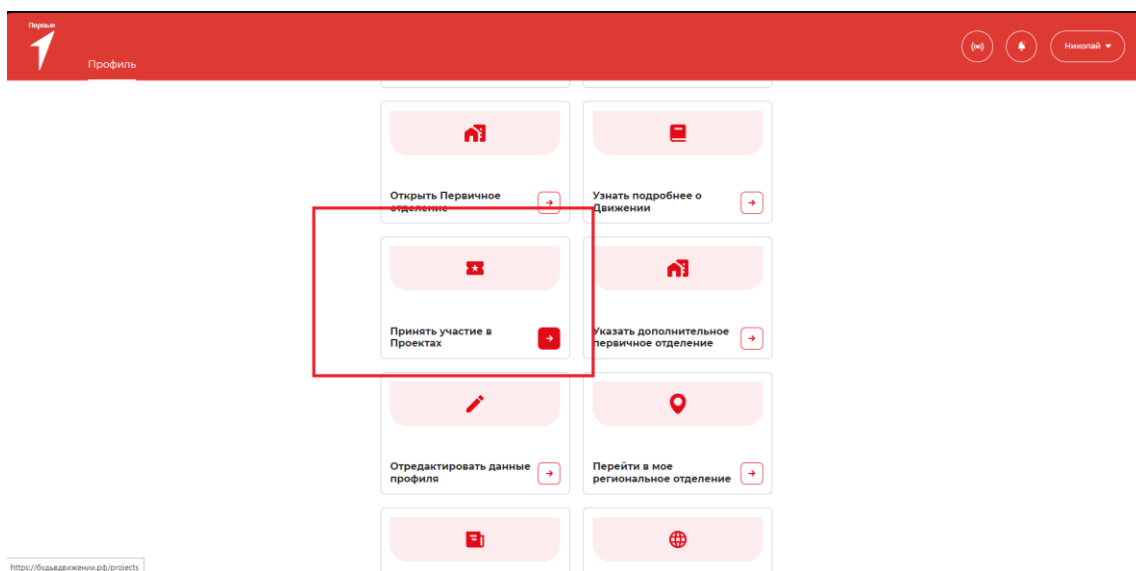 Первые
Профиль
Николай
Открыть Первичное
отделение
Узнать подробнее о
Движении
Принять участие в
Проектах
Указать дополнительное
первичное отделение
Отредактировать данные
профиля
Перейти в мое
региональное отделение
https://будьвдвижении.рф/projects